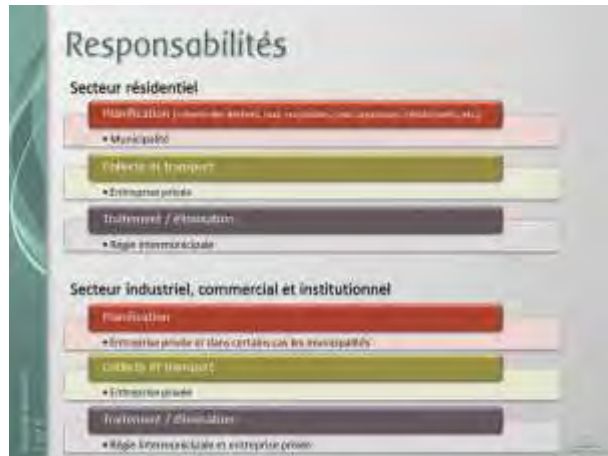 Responsabilités
Secteur résidentiel
Planification
• Municipalité
Collecte et transport
• Entreprise privée
Traitement / élimination
• Régie intermunicipale
Secteur industriel, commercial et institutionnel
Planification
• Entreprise privée et dans certains cas les municipalités
Collecte et transport
• Entreprise privée
Traitement / élimination
• Régie intermunicipale et entreprise privée